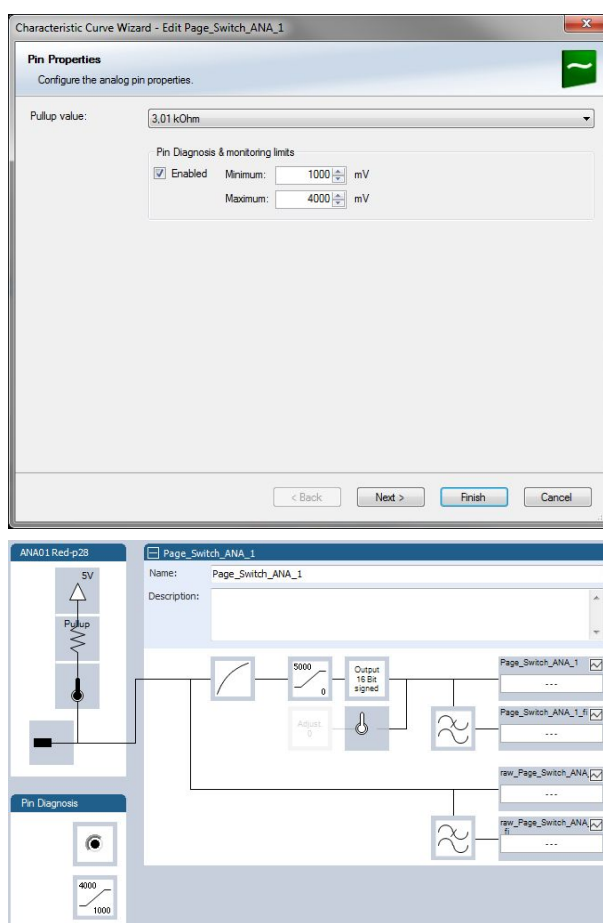 Characteristic Curve Wizard - Edit Page_Switch_ANA_1
Pin Properties
Configure the analog pin properties.
Pullup value:
3,01 kOhm
Pin Diagnosis & monitoring limits
Enabled
Minimum:
1000
mV
Maximum:
4000
mV
< Back
Next >
Finish
Cancel
ANA01 Red-p28
5V
Pullup
Page_Switch_ANA_1
Name:
Page_Switch_ANA_1
Description:
5000
0
Output
16 Bit
signed
Adjust
0
Page_Switch_ANA_1
---
Page_Switch_ANA_1_fi
---
raw_Page_Switch_ANA_
---
raw_Page_Switch_ANA_
fi
---
Pin Diagnosis
4000
1000